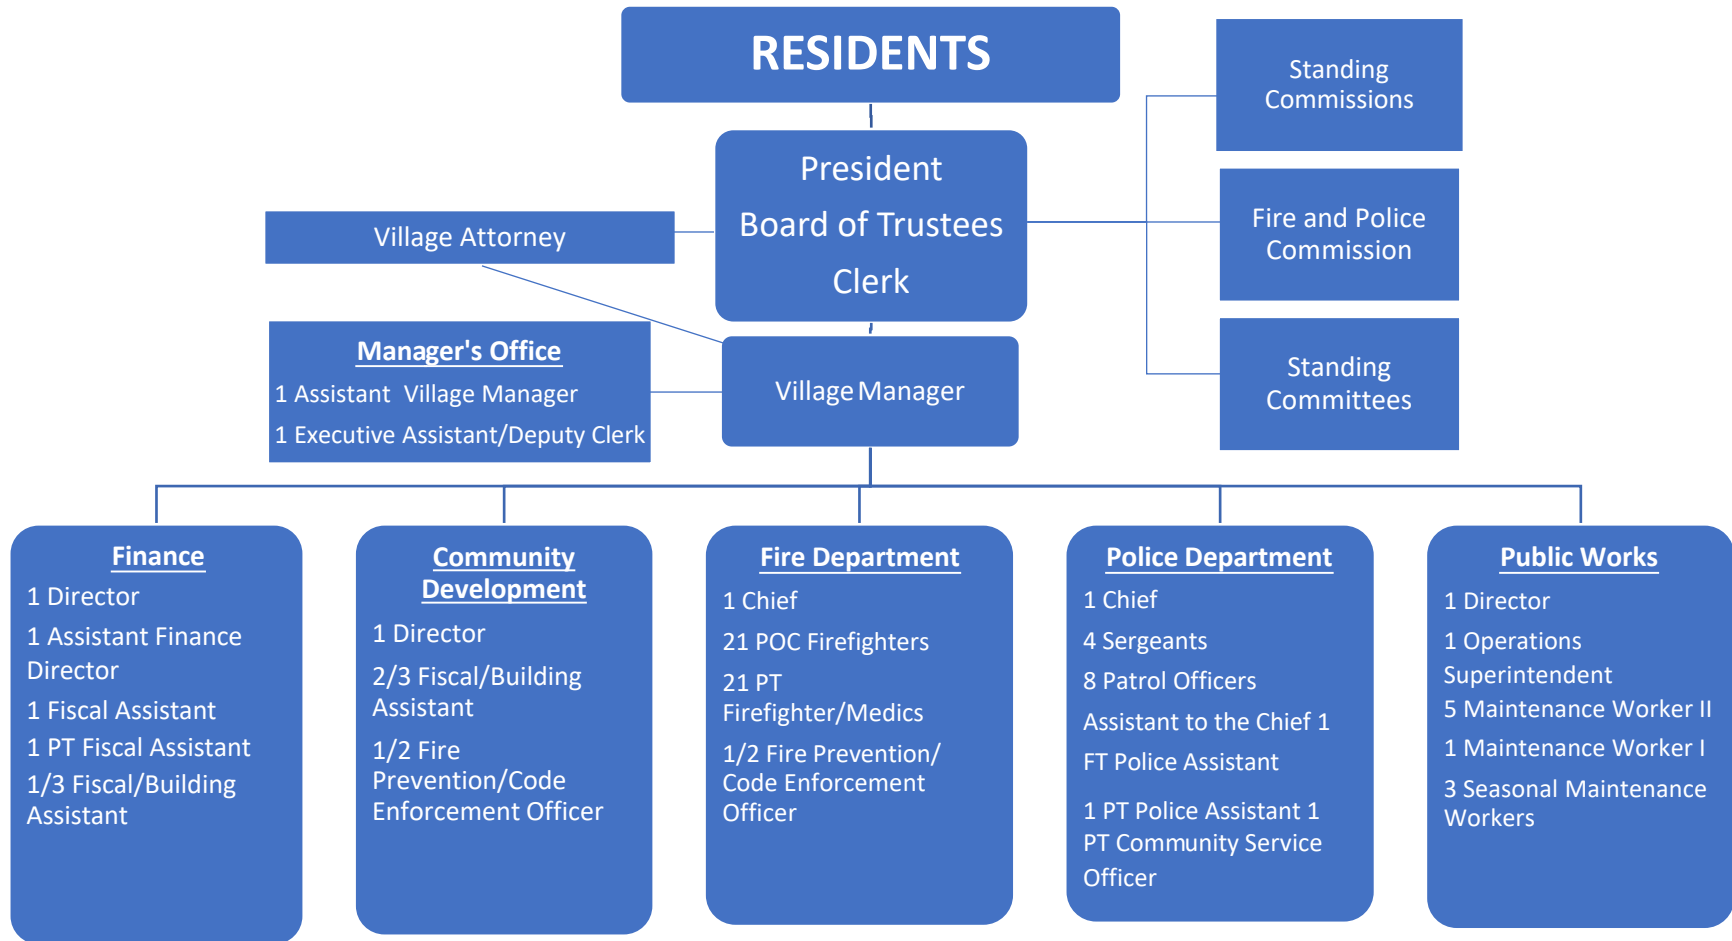 RESIDENTS
Standing
Commissions
President
Board of Trustees
Clerk
Fire and Police
Commission
Village Attorney
Standing
Committees
Manager's Office
1 Assistant  Village Manager
1 Executive Assistant/Deputy Clerk
Village Manager
Finance
1 Director
1 Assistant Finance
Director
1 Fiscal Assistant
1 PT Fiscal Assistant
1/3 Fiscal/Building
Assistant
Community
Development
1 Director
2/3 Fiscal/Building
Assistant
1/2 Fire
Prevention/Code
Enforcement Officer
Fire Department
1 Chief
21 POC Firefighters
21 PT
Firefighter/Medics
1/2 Fire Prevention/
Code Enforcement
Officer
Police Department
1 Chief
4 Sergeants
8 Patrol Officers
Assistant to the Chief 1
FT Police Assistant
1 PT Police Assistant 1
PT Community Service
Officer
Public Works
1 Director
1 Operations
Superintendent
5 Maintenance Worker II
1 Maintenance Worker I
3 Seasonal Maintenance
Workers